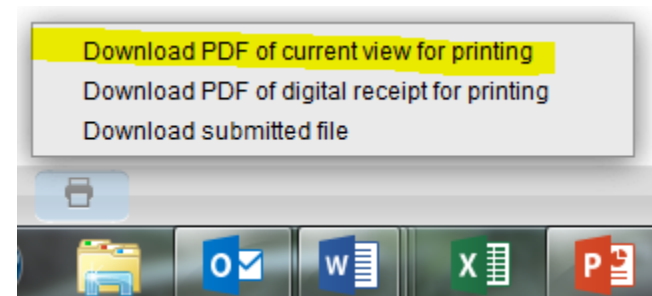 Download PDF of current view for printing
Download PDF of digital receipt for printing
Download submitted file
O W X P